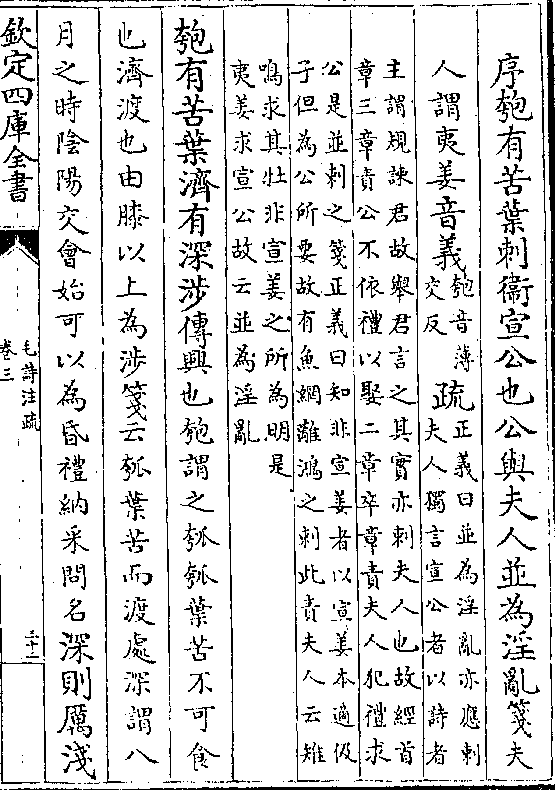 序匏有苦葉刺衞宣公也公與夫人並為淫亂箋夫
人謂夷姜音義匏音薄
交反疏正義曰並為淫亂亦應刺
夫人獨言宣公者以詩者
主謂規諫君故舉君言之其實亦刺夫人也故經首
章三章責公不依禮以娶二章卒章責夫人犯禮求
公是並刺之箋正義曰知非宣姜者以宣姜本適伋
子但為公所要故有魚網離鴻之刺此責夫人云雉
鳴求其牡非宣姜之所為明是
夷姜求宣公故云並為淫亂
匏有苦葉濟有深涉傳興也匏謂之瓠瓠葉苦不可食
也濟渡也由膝以上為涉箋云瓠葉苦而渡處深謂八
月之時陰陽交會始可以為昏禮納采問名深則厲淺
欽定四庫全書
毛詩注疏
卷三
三十二